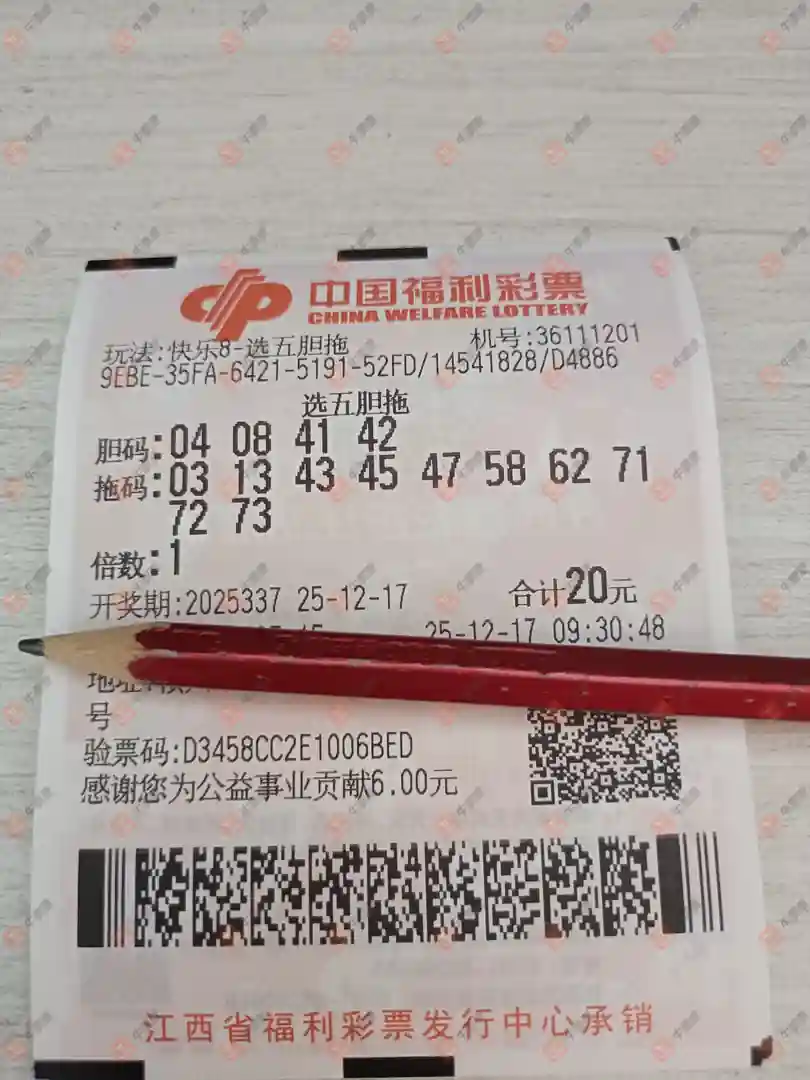 中国福利彩票
CHINA WELFARE LOTTERY
玩法:快乐8-选五胆拖 机号:36111201
9EBE-35FA-6421-5191-52FD/14541828/D4886
选五胆拖
胆码:04 08 41 42
拖码:03 13 43 45 47 58 62 71
72 73
倍数:1
开奖期:2025337 25-12-17 合计20元
25-12-17 09:30:48
地址
号
验票码:D3458CC2E1006BED
感谢您为公益事业贡献6.00元
江西省福利彩票发行中心承销